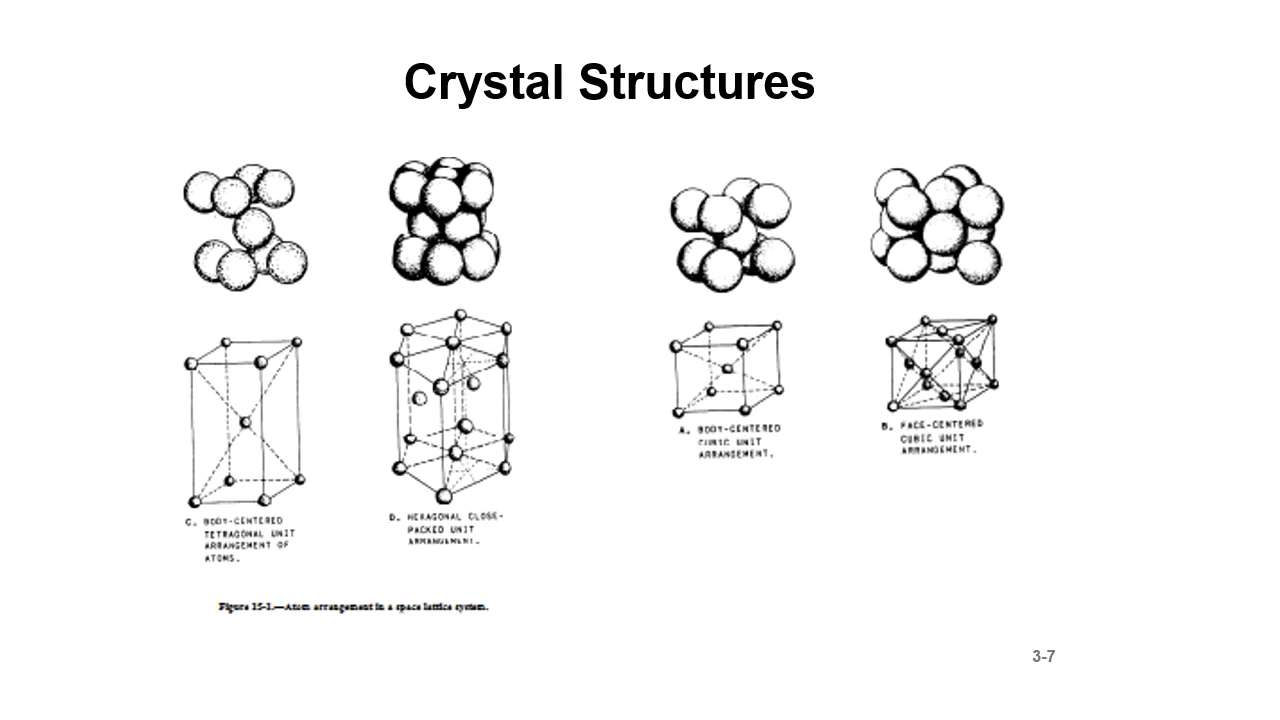 Crystal Structures
A. BODY-CENTERED
CUBIC UNIT
ARRANGEMENT.
B. FACE-CENTERED
CUBIC UNIT
ARRANGEMENT.
C. BODY-CENTERED
TETRAGONAL UNIT
ARRANGEMENT OF
ATOMS.
D. HEXAGONAL CLOSE-
PACKED UNIT
ARRANGEMENT.
Figure 15-1.—Atom arrangement in a space lattice system.
3-7